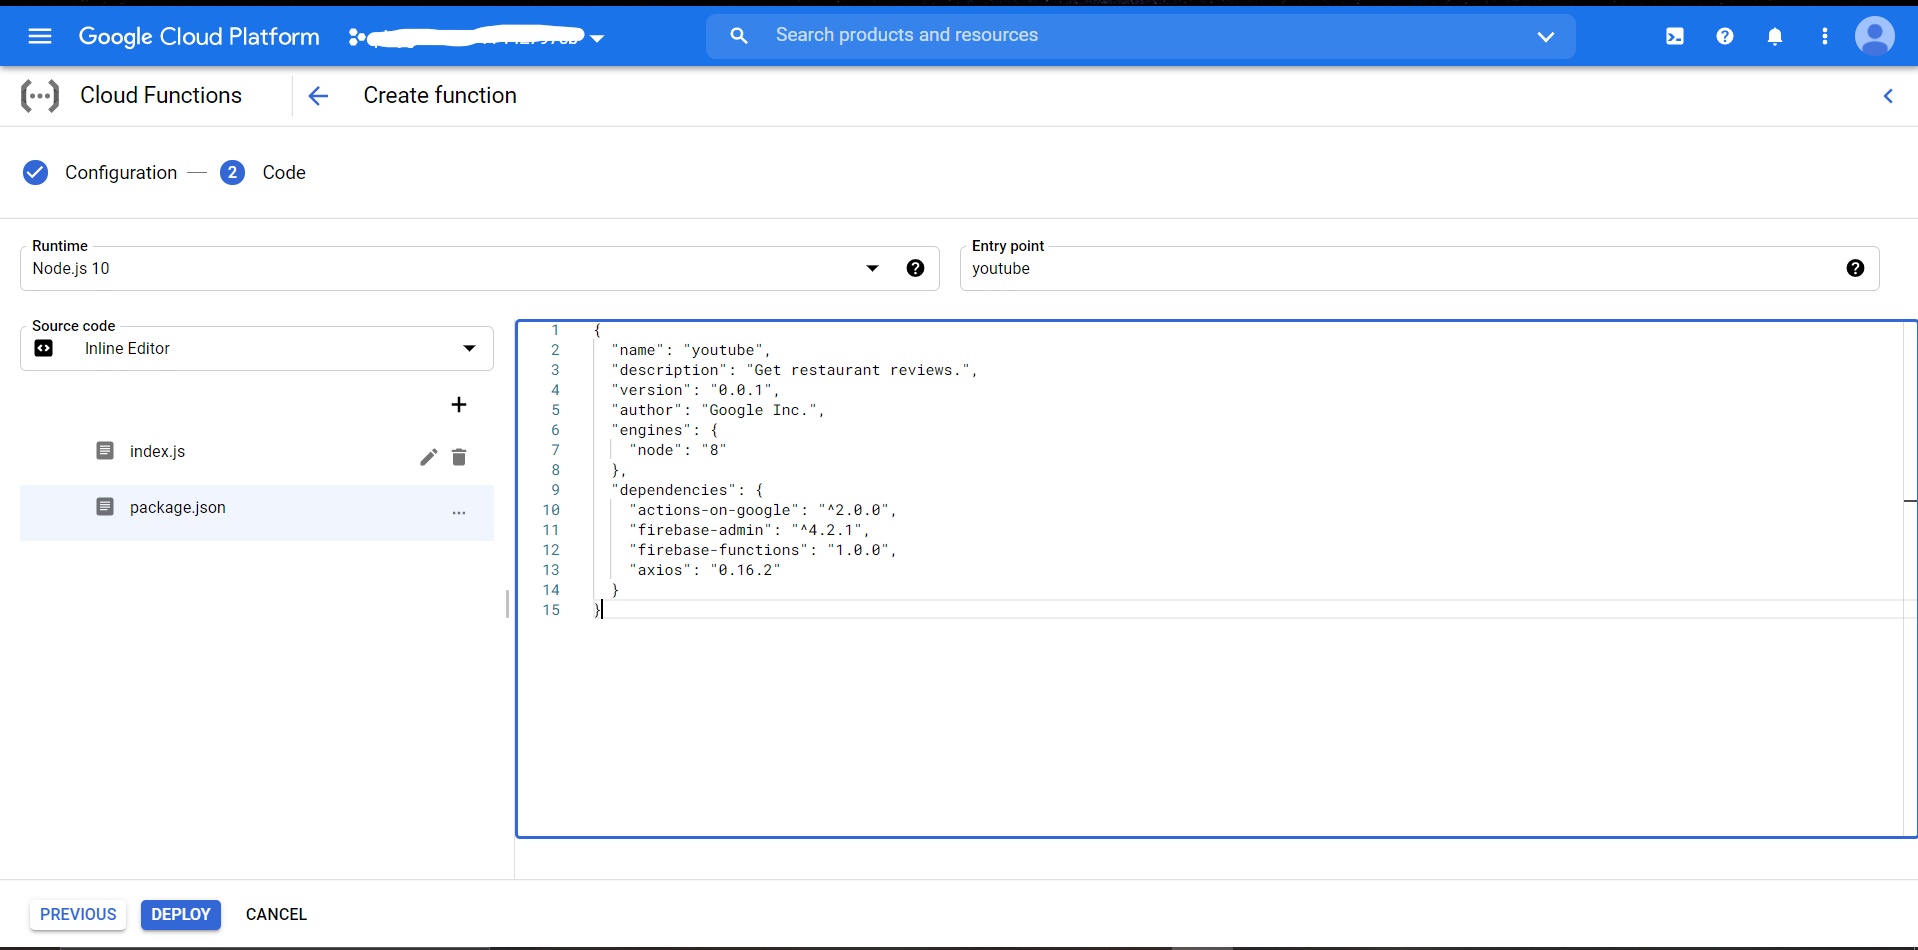 Google Cloud Platform
Search products and resources
Cloud Functions
Create function
Configuration — 2 Code
Runtime
Node.js 10
Entry point
youtube
Source code
Inline Editor
+
index.js
package.json
...
1 {
2 "name": "youtube",
3 "description": "Get restaurant reviews.",
4 "version": "0.0.1",
5 "author": "Google Inc.",
6 "engines": {
7 "node": "8"
8 },
9 "dependencies": {
10 "actions-on-google": "^2.0.0",
11 "firebase-admin": "^4.2.1",
12 "firebase-functions": "1.0.0",
13 "axios": "0.16.2"
14 }
15 }
PREVIOUS DEPLOY CANCEL